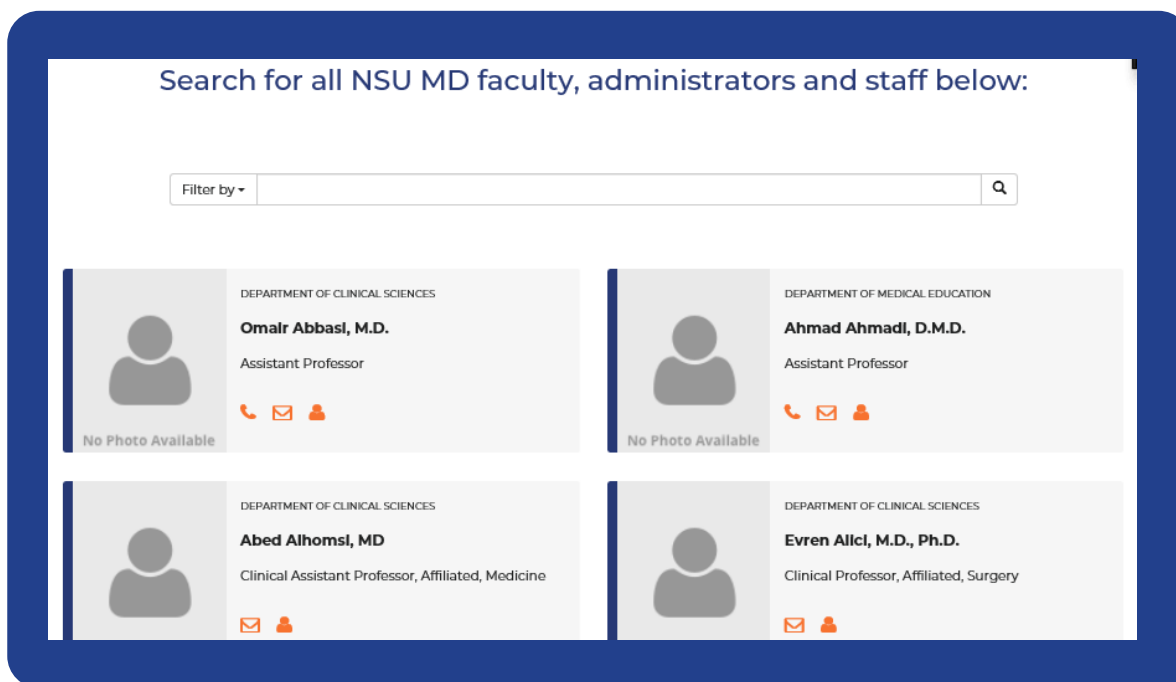 Search for all NSU MD faculty, administrators and staff below:
Filter by
DEPARTMENT OF CLINICAL SCIENCES
Omair Abbasi, M.D.
Assistant Professor
No Photo Available
DEPARTMENT OF MEDICAL EDUCATION
Ahmad Ahmadi, D.M.D.
Assistant Professor
No Photo Available
DEPARTMENT OF CLINICAL SCIENCES
Abed Alhomsi, MD
Clinical Assistant Professor, Affiliated, Medicine
DEPARTMENT OF CLINICAL SCIENCES
Evren Alici, M.D., Ph.D.
Clinical Professor, Affiliated, Surgery